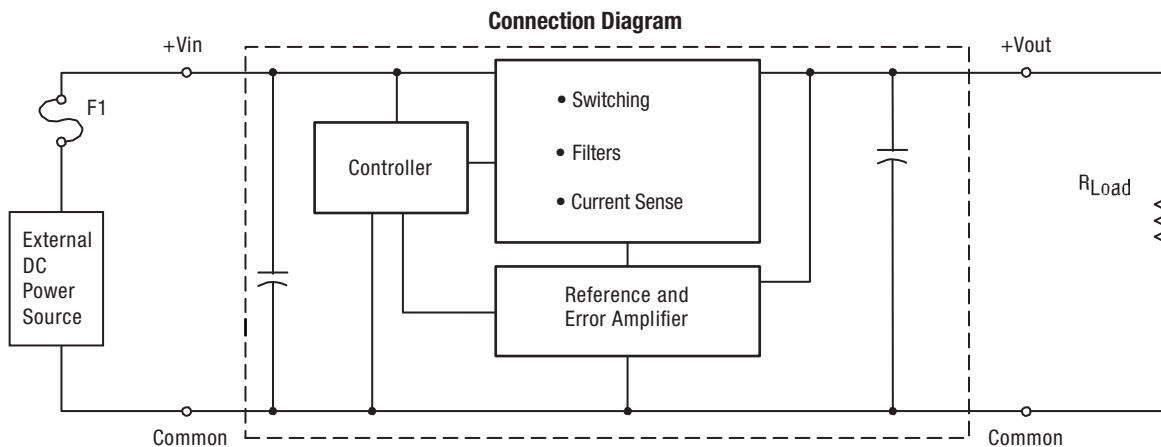 Connection Diagram
+Vin
+Vout
F1
• Switching
• Filters
• Current Sense
Controller
RLoad
External
DC
Power
Source
Reference and
Error Amplifier
Common
Common